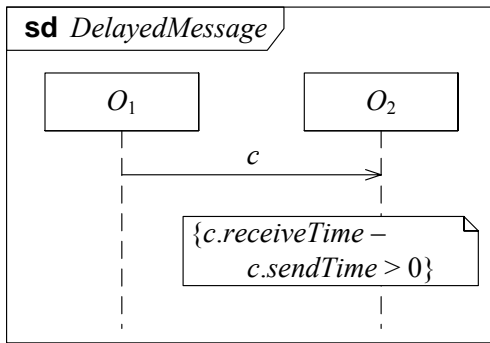 sd DelayedMessage
O₁ O₂
c
{c.receiveTime –
c.sendTime > 0}